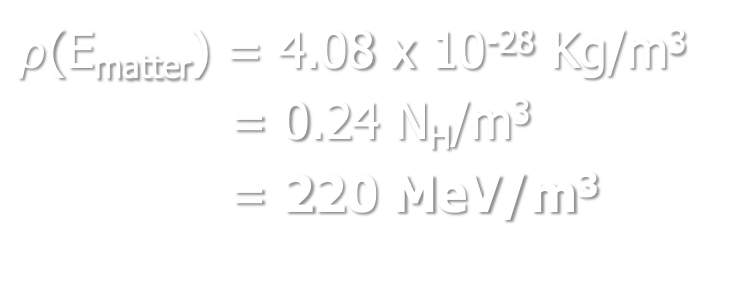 ρ(Ematter) = 4.08 x 10-28 Kg/m3
= 0.24 NH/m3
= 220 MeV/m3